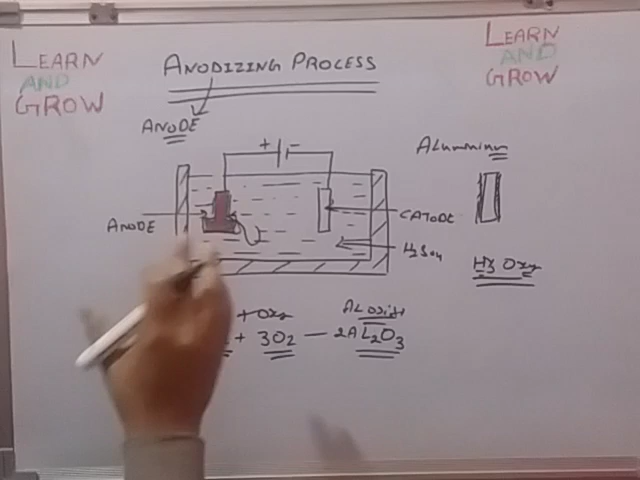 LEARN
AND
GROW
ANODIZING PROCESS
LEARN
AND
GROW
ANODE
+ −
ALumminum
ANODE
CATODE
H2SO4
H2 Oxy
+ Oxy
AL Oxide
+ 3O2 — 2AL2O3